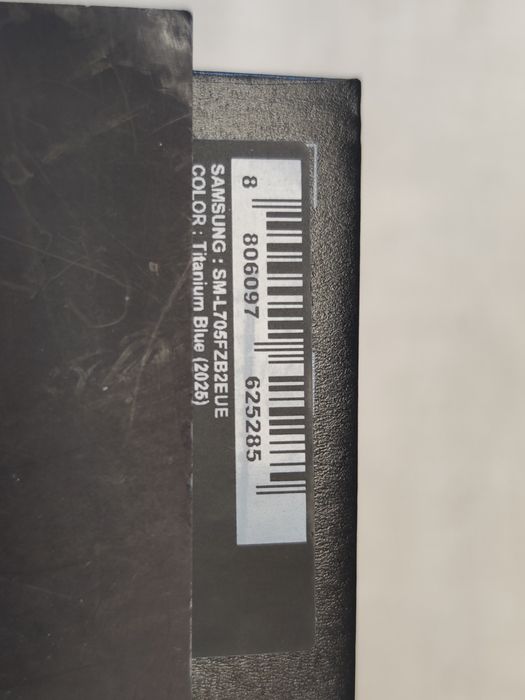 8 806097 625285
SAMSUNG : SM-L705FZB2EUE
COLOR : Titanium Blue (2025)